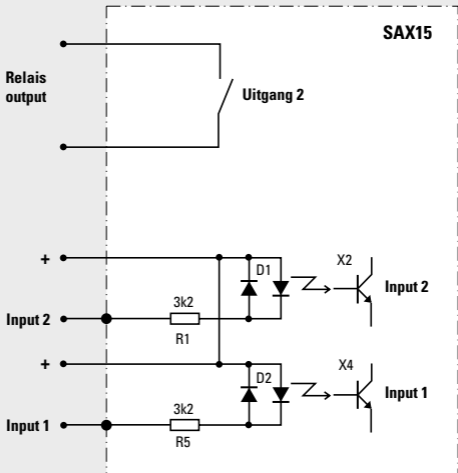 SAX15
Relais
output
Uitgang 2
+
D1
X2
Input 2
3k2
Input 2
R1
+
D2
X4
Input 1
3k2
Input 1
R5